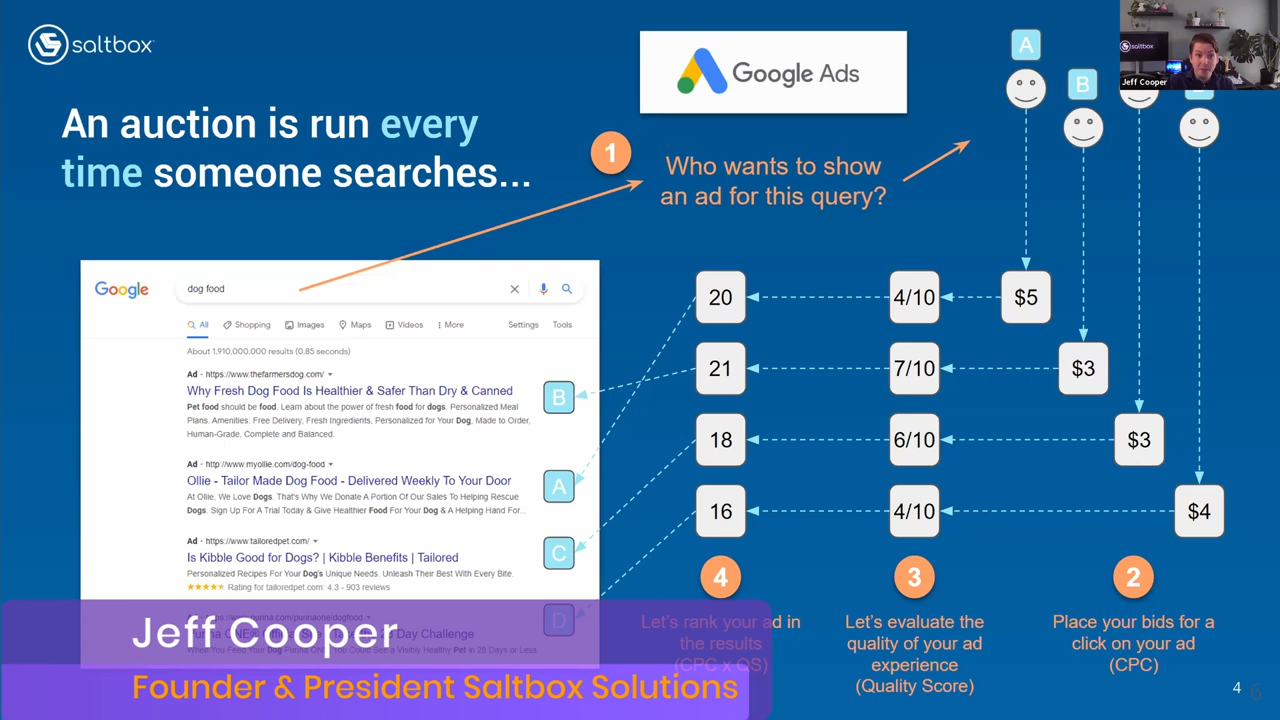 saltbox
An auction is run every
time someone searches...
Google Ads
1
Who wants to show
an ad for this query?
A
B
saltbox
Jeff Cooper
Google
dog food
All
Shopping
Images
Maps
Videos
More
Settings
Tools
About 1,910,000,000 results (0.85 seconds)
Ad · https://www.thefarmersdog.com/
Why Fresh Dog Food Is Healthier & Safer Than Dry & Canned
Pet food should be food. Learn about the power of fresh food for dogs. Personalized Meal
Plans. Amenities: Free Delivery, Fresh Ingredients, Personalized for Your Dog, Made to Order,
Human-Grade, Complete and Balanced.
B
Ad · http://www.myollie.com/dog-food
Ollie - Tailor Made Dog Food - Delivered Weekly To Your Door
At Ollie, We Love Dogs. That's Why We Donate A Portion Of Our Sales To Helping Rescue
Dogs. Sign Up For A Trial Today & Give Healthier Food For Your Dog & A Helping Hand For...
A
Ad · https://www.tailoredpet.com/
Is Kibble Good for Dogs? | Kibble Benefits | Tailored
Personalized Recipes For Your Dog's Unique Needs. Unleash Their Best With Every Bite.
Rating for tailoredpet.com: 4.3 - 903 reviews
C
D
20
4/10
$5
21
7/10
$3
18
6/10
$3
16
4/10
$4
4
Let's rank your ad in
the results
(CPC x QS)
3
Let's evaluate the
quality of your ad
experience
(Quality Score)
2
Place your bids for a
click on your ad
(CPC)
Jeff Cooper
Founder & President Saltbox Solutions
4
6